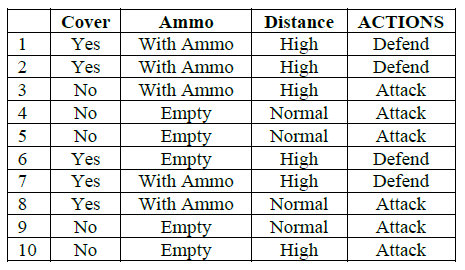 Cover Ammo Distance ACTIONS
1 Yes With Ammo High Defend
2 Yes With Ammo High Defend
3 No With Ammo High Attack
4 No Empty Normal Attack
5 No Empty Normal Attack
6 Yes Empty High Defend
7 Yes With Ammo High Defend
8 Yes With Ammo Normal Attack
9 No Empty Normal Attack
10 No Empty High Attack